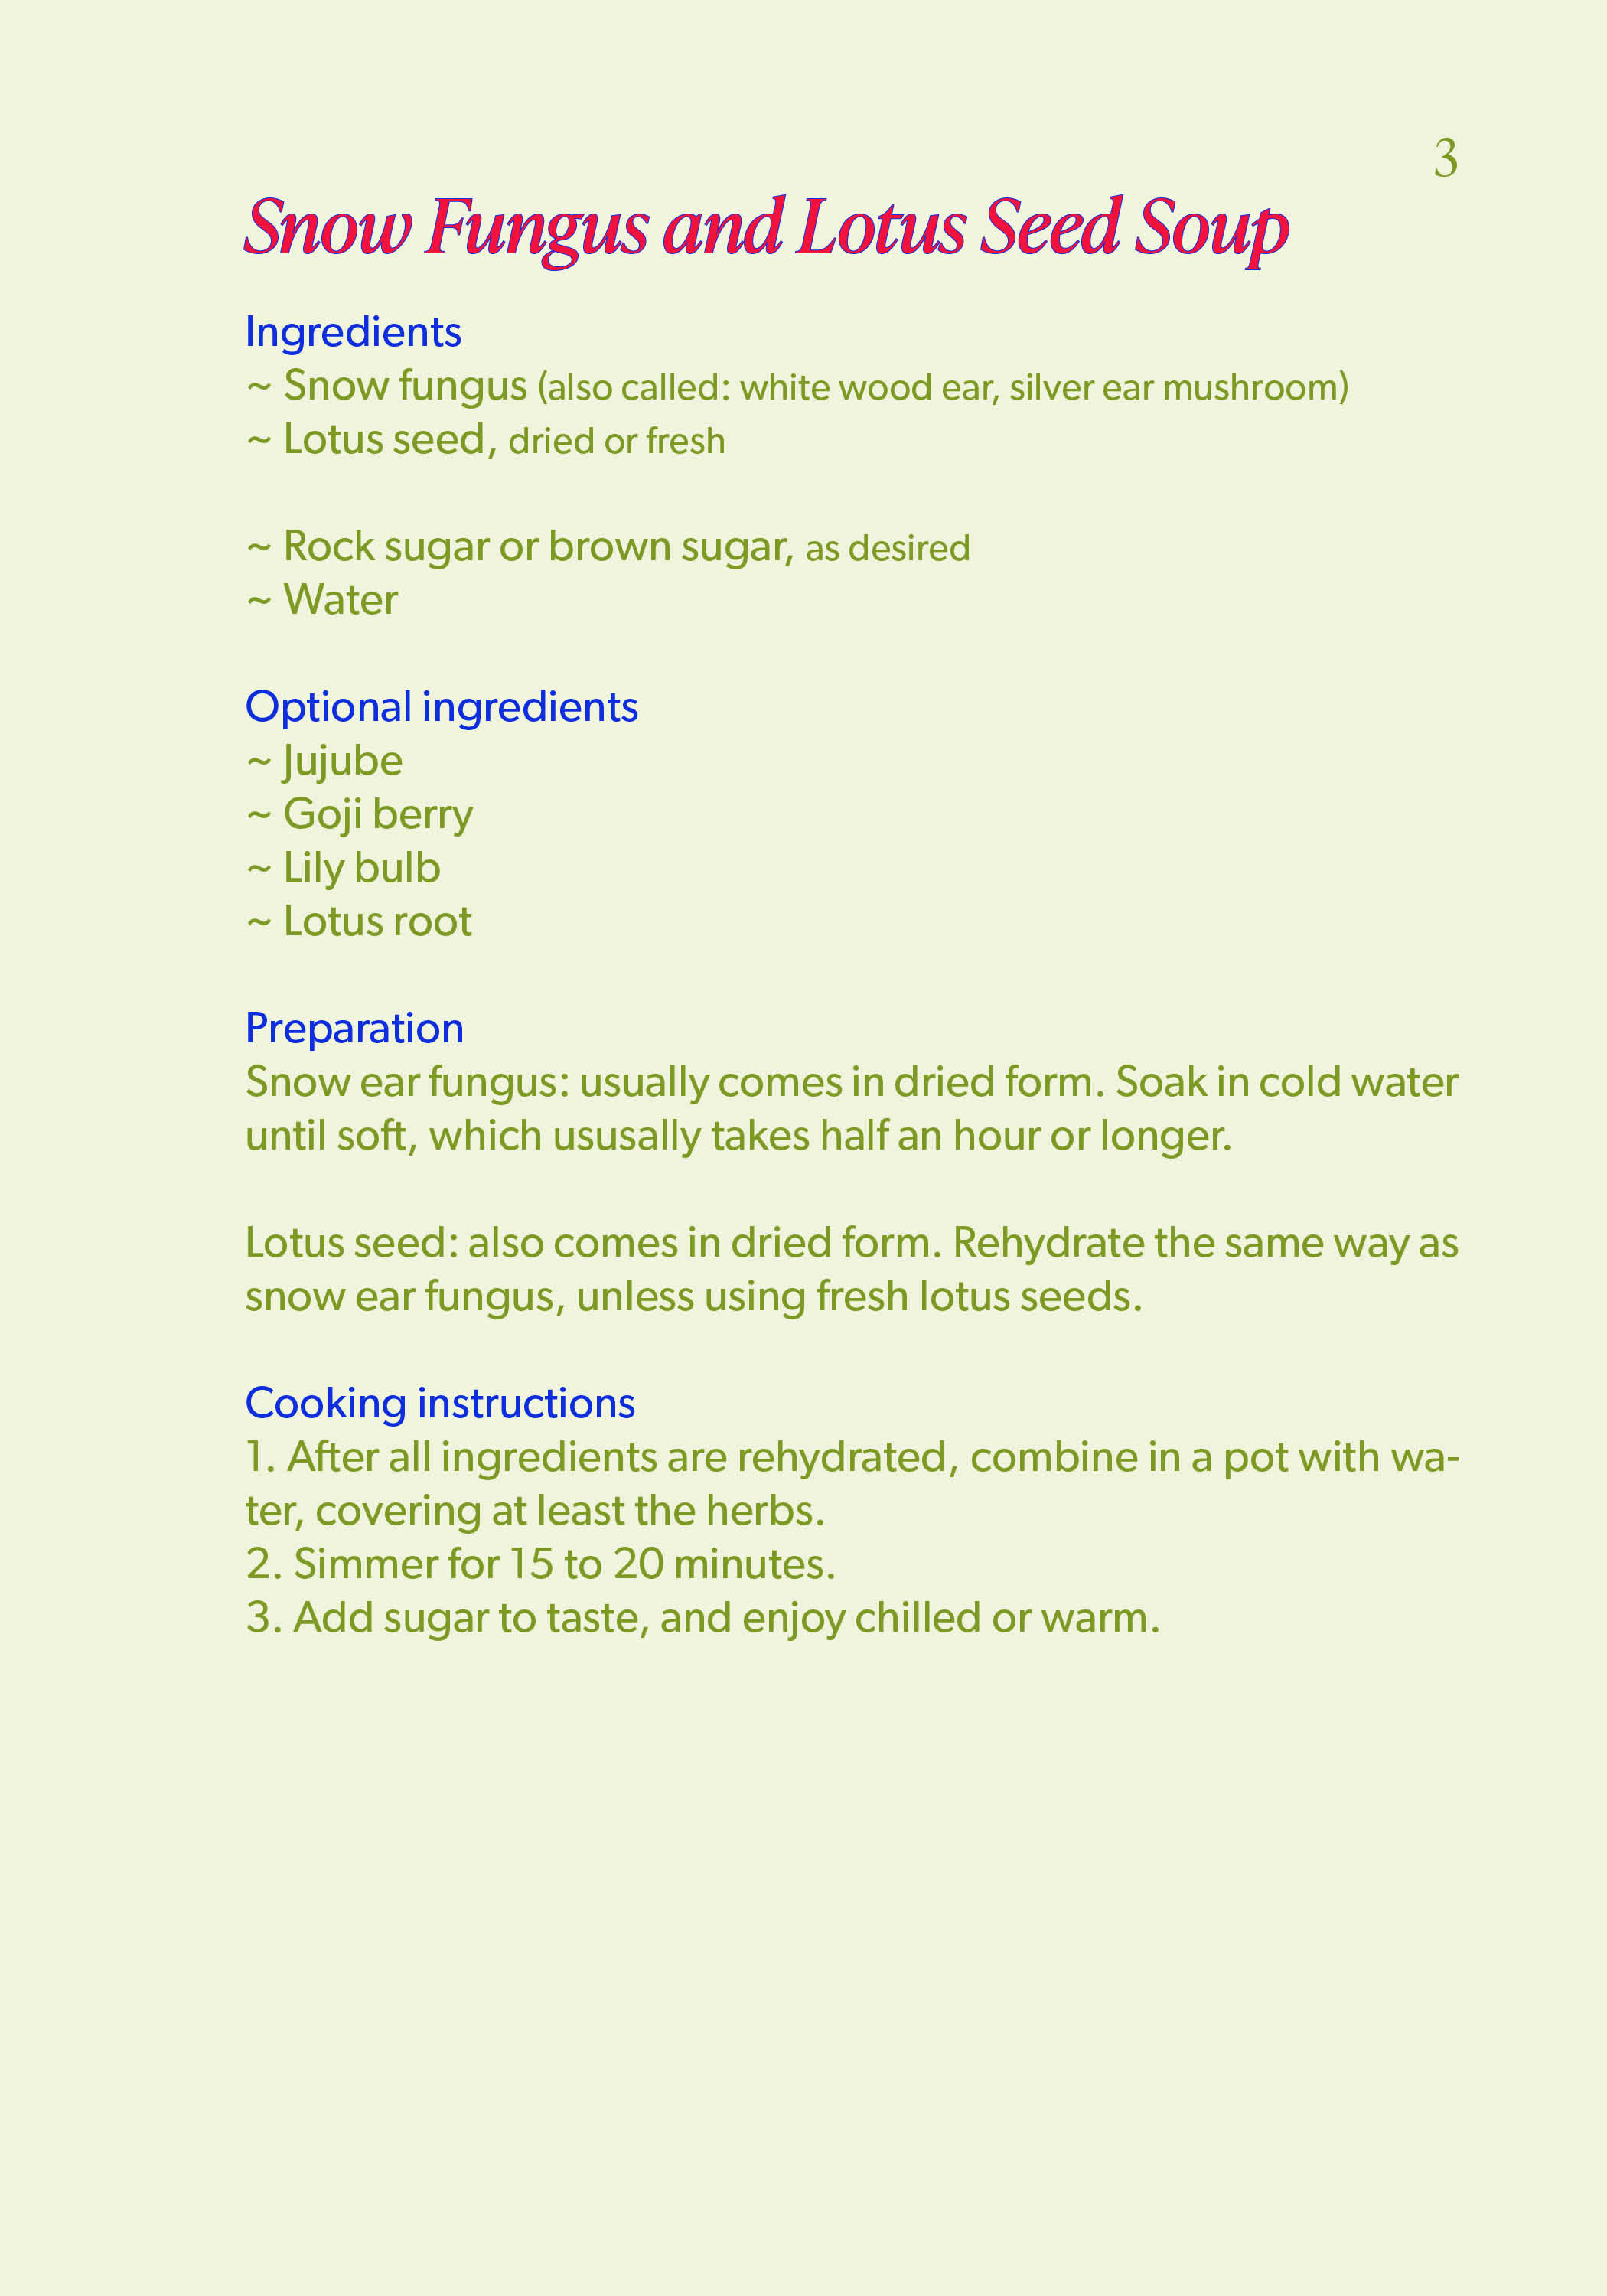 3
Snow Fungus and Lotus Seed Soup
Ingredients
~ Snow fungus (also called: white wood ear, silver ear mushroom)
~ Lotus seed, dried or fresh
~ Rock sugar or brown sugar, as desired
~ Water
Optional ingredients
~ Jujube
~ Goji berry
~ Lily bulb
~ Lotus root
Preparation
Snow ear fungus: usually comes in dried form. Soak in cold water
until soft, which ususally takes half an hour or longer.
Lotus seed: also comes in dried form. Rehydrate the same way as
snow ear fungus, unless using fresh lotus seeds.
Cooking instructions
1. After all ingredients are rehydrated, combine in a pot with wa-
ter, covering at least the herbs.
2. Simmer for 15 to 20 minutes.
3. Add sugar to taste, and enjoy chilled or warm.